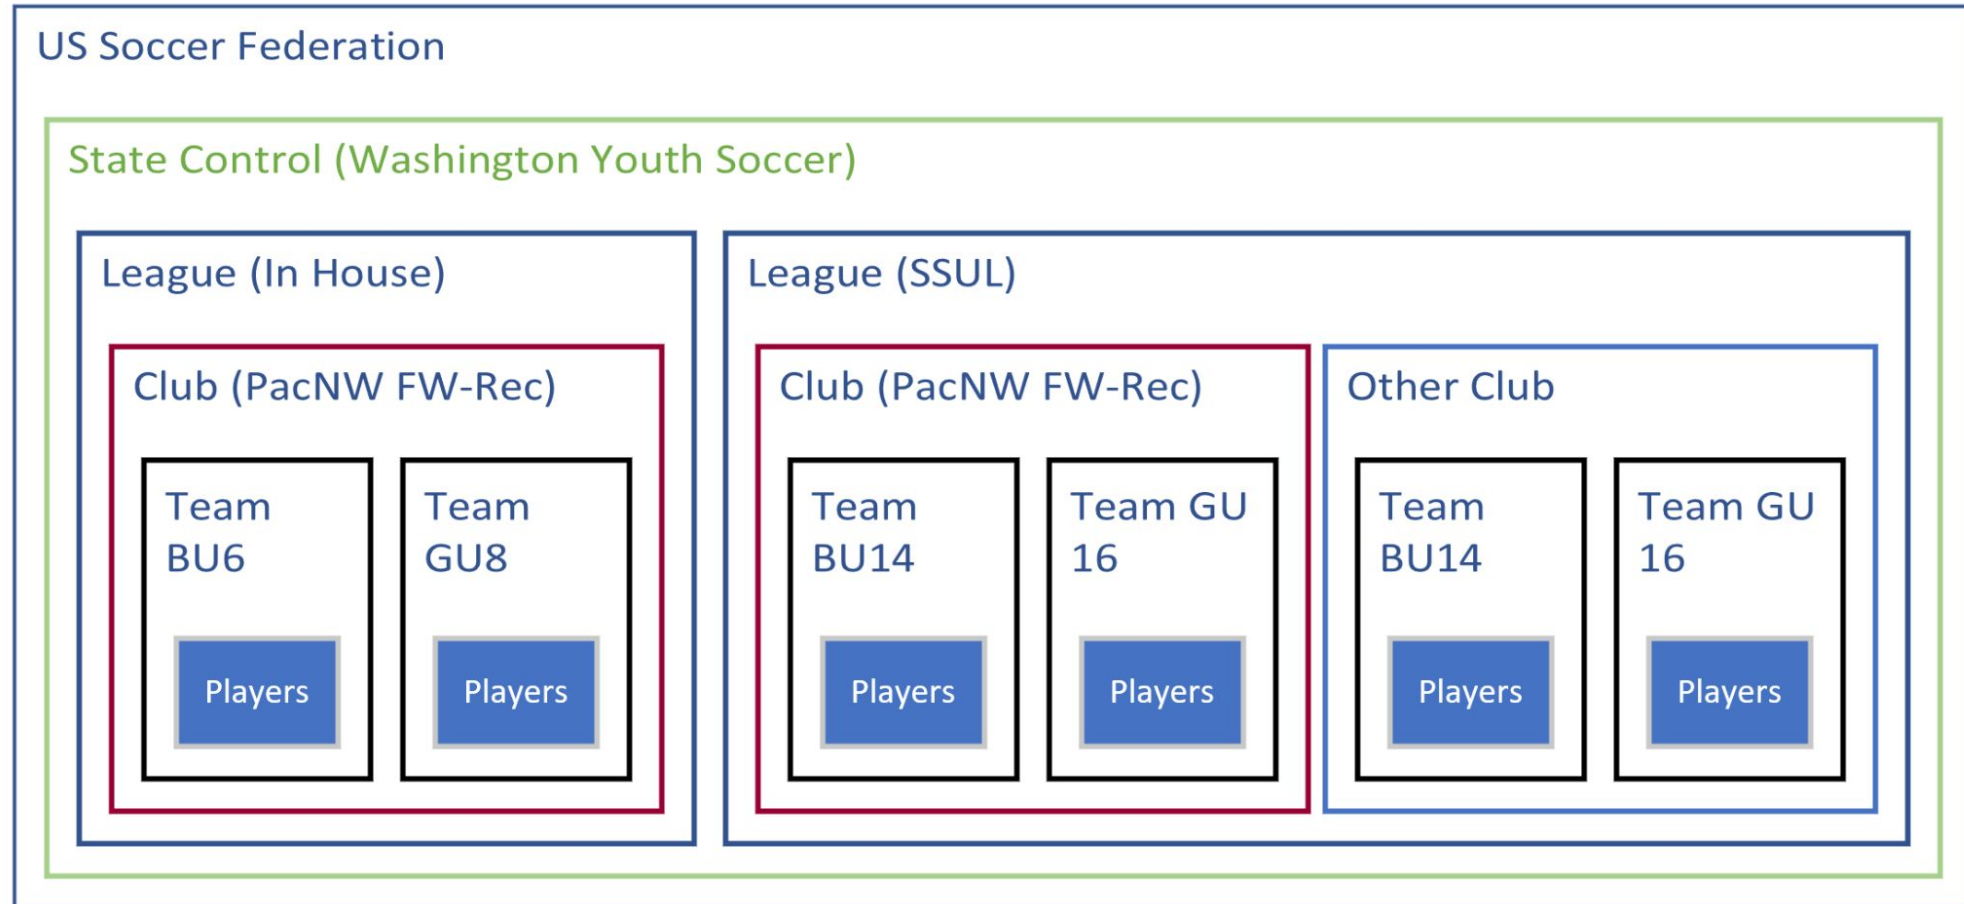 US Soccer Federation
State Control (Washington Youth Soccer)
League (In House)
League (SSUL)
Club (PacNW FW-Rec)
Club (PacNW FW-Rec)
Other Club
Team
BU6
Team
GU8
Team
BU14
Team GU
16
Team
BU14
Team GU
16
Players
Players
Players
Players
Players
Players